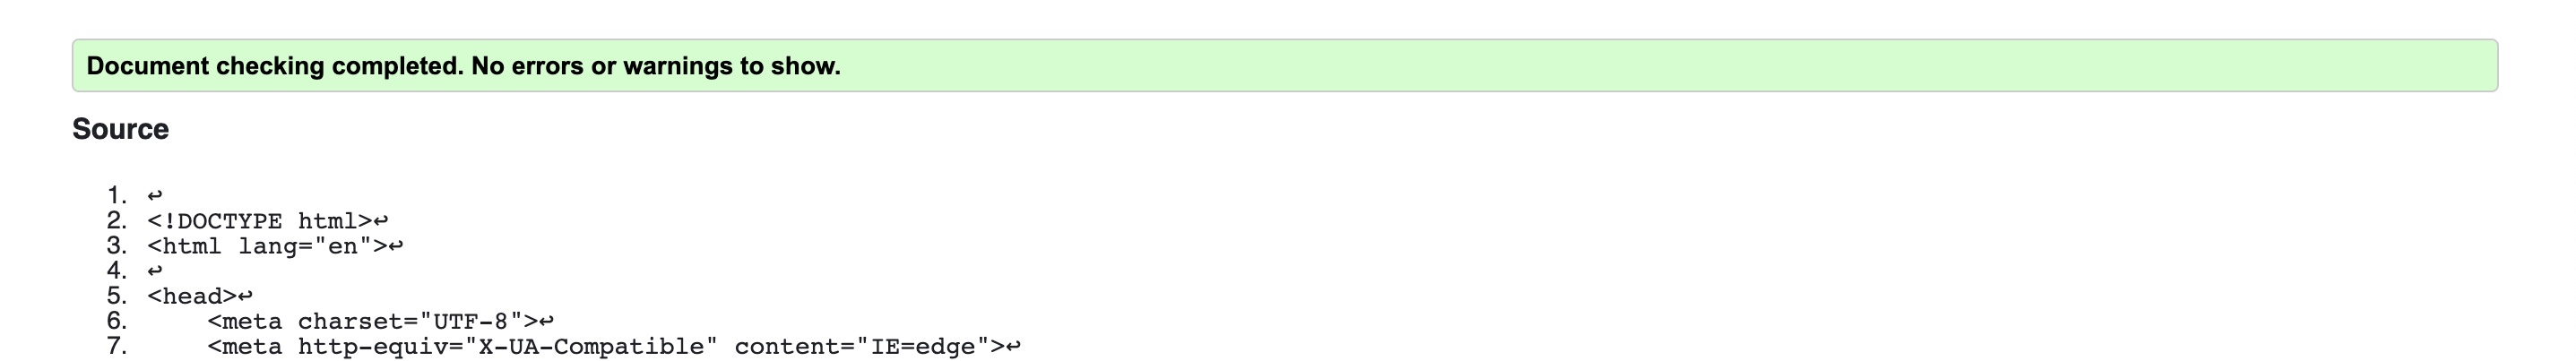 Document checking completed. No errors or warnings to show.
Source
1. ↩
2. <!DOCTYPE html>↩
3. <html lang="en">↩
4. ↩
5. <head>↩
6.     <meta charset="UTF-8">↩
7.     <meta http-equiv="X-UA-Compatible" content="IE=edge">↩